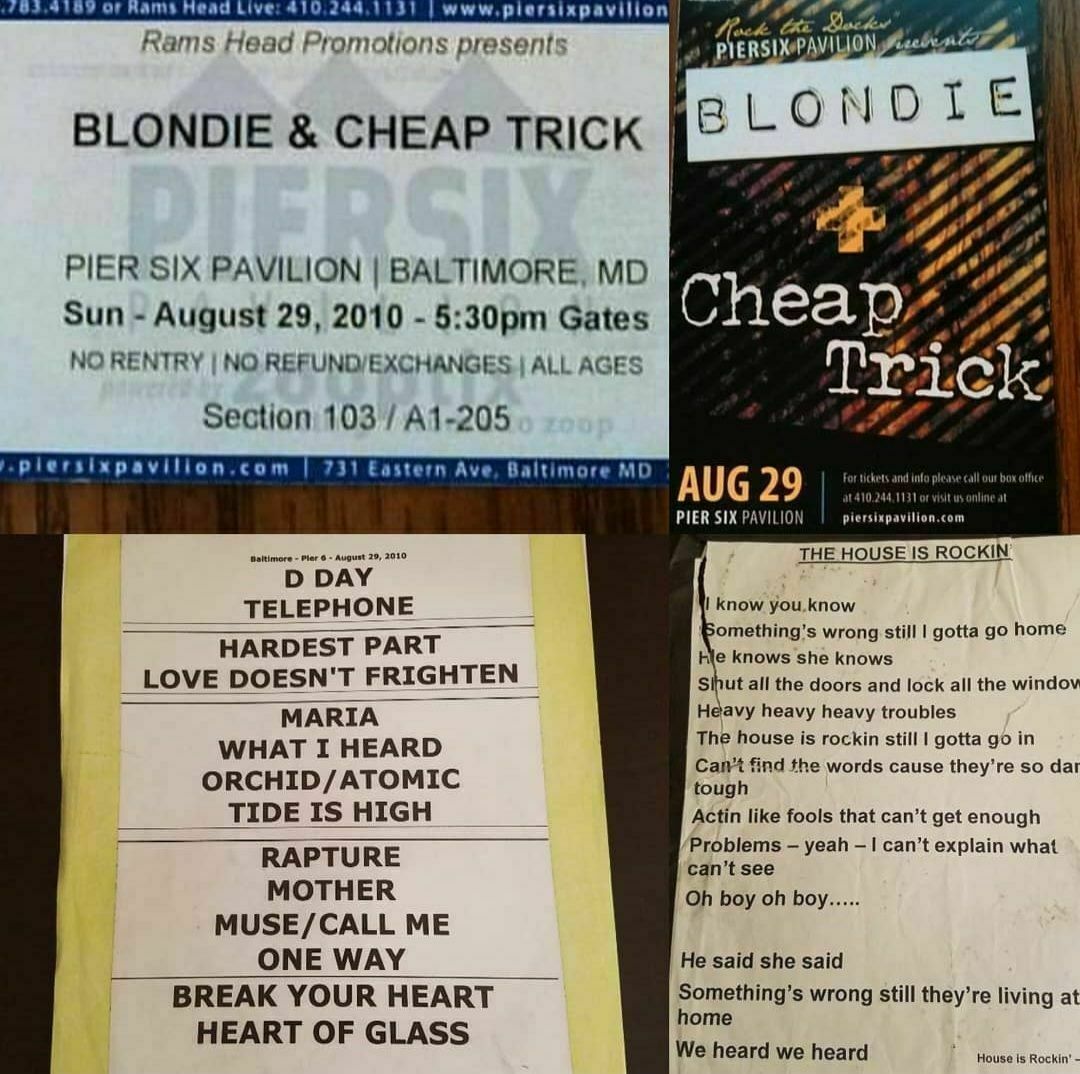 .783.4189 or Rams Head Live: 410.244.1131 | www.piersixpavilion
Rams Head Promotions presents
BLONDIE & CHEAP TRICK
PIERSIX
PIER SIX PAVILION | BALTIMORE, MD
Sun - August 29, 2010 - 5:30pm Gates
NO RENTRY | NO REFUND/EXCHANGES | ALL AGES
powered by zooptix
Section 103 / A1-205
.piersixpavilion.com | 731 Eastern Ave, Baltimore MD
"Rock the Docks"
PIERSIX PAVILION presents
BLONDIE
+
Cheap
Trick
AUG 29
PIER SIX PAVILION
For tickets and info please call our box office
at 410.244.1131 or visit us online at
piersixpavilion.com
Baltimore - Pier 6 - August 29, 2010
D DAY
TELEPHONE
HARDEST PART
LOVE DOESN'T FRIGHTEN
MARIA
WHAT I HEARD
ORCHID/ATOMIC
TIDE IS HIGH
RAPTURE
MOTHER
MUSE/CALL ME
ONE WAY
BREAK YOUR HEART
HEART OF GLASS
THE HOUSE IS ROCKIN'
I know you know
Something's wrong still I gotta go home
He knows she knows
Shut all the doors and lock all the window
Heavy heavy heavy troubles
The house is rockin still I gotta go in
Can't find the words cause they're so dar
tough
Actin like fools that can't get enough
Problems – yeah – I can't explain what
can't see
Oh boy oh boy.....
He said she said
Something's wrong still they're living at
home
We heard we heard
House is Rockin' –